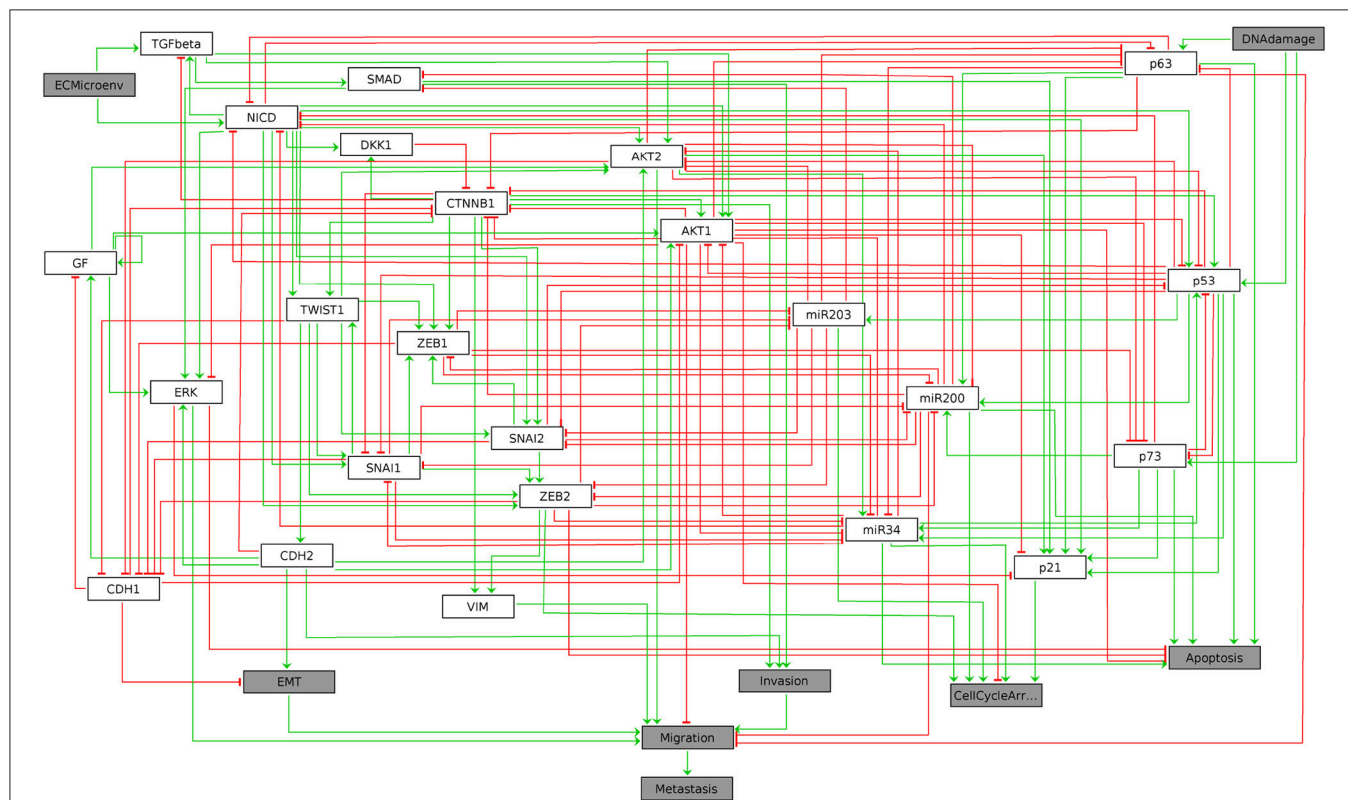 TGFbeta
DNAdamage
p63
SMAD
ECMicroenv
NICD
DKK1
AKT2
CTNNB1
AKT1
GF
p53
TWIST1
miR203
ZEB1
ERK
miR200
SNAI2
SNAI1
p73
ZEB2
miR34
CDH2
p21
CDH1
VIM
Apoptosis
EMT
Invasion
CellCycleArr...
Migration
Metastasis